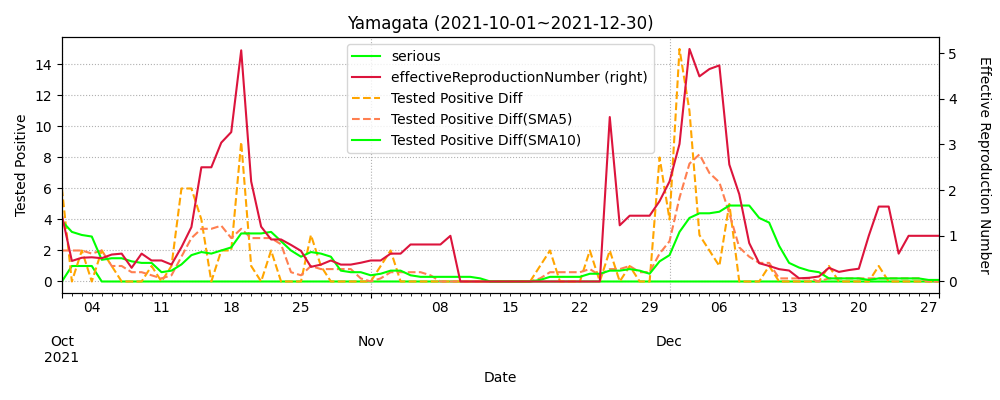 Yamagata (2021-10-01~2021-12-30)
serious
effectiveReproductionNumber (right)
Tested Positive Diff
Tested Positive Diff(SMA5)
Tested Positive Diff(SMA10)
Tested Positive
14
12
10
8
6
4
2
0
5
4
3
2
1
0
Effective Reproduction Number
04 11 18 25 08 15 22 29 06 13 20 27
Oct Nov Dec
2021
Date